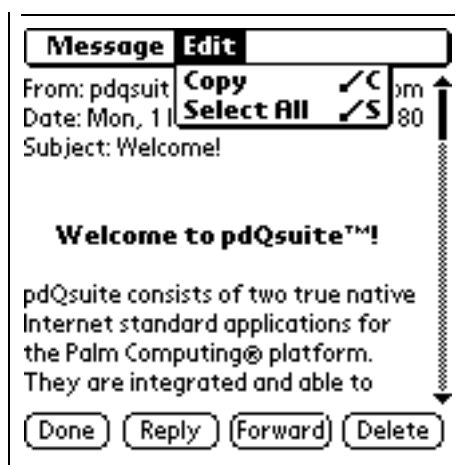 Message Edit
From: pdqsuit om
Copy ✓C
Date: Mon, 1 80
Select All ✓S
Subject: Welcome!
Welcome to pdQsuite™!
pdQsuite consists of two true native
Internet standard applications for
the Palm Computing® platform.
They are integrated and able to
Done Reply Forward Delete